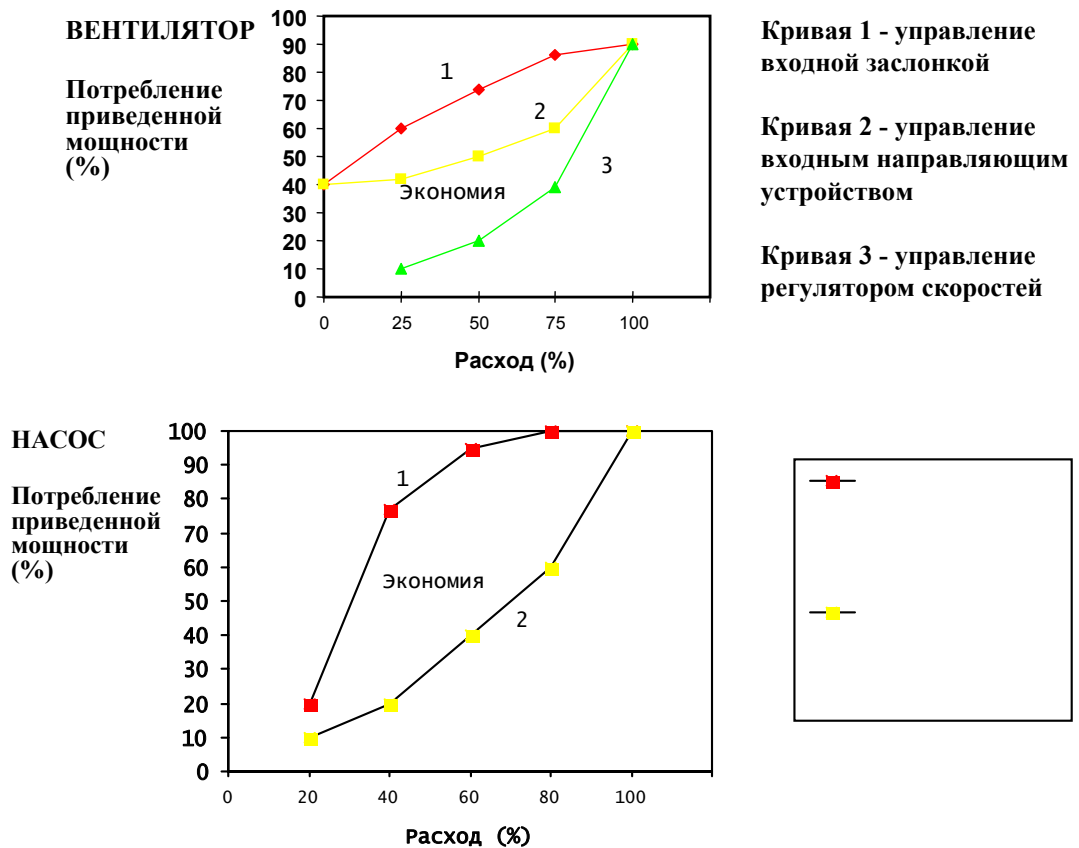 ВЕНТИЛЯТОР
Потребление
приведенной
мощности
(%)
100
90
80
70
60
50
40
30
20
10
0
1
2
3
Экономия
0 25 50 75 100
Расход (%)
Кривая 1 - управление
входной заслонкой
Кривая 2 - управление
входным направляющим
устройством
Кривая 3 - управление
регулятором скоростей
НАСОС
Потребление
приведенной
мощности
(%)
100
90
80
70
60
50
40
30
20
10
0
1
Экономия
2
0 20 40 60 80 100
Расход (%)